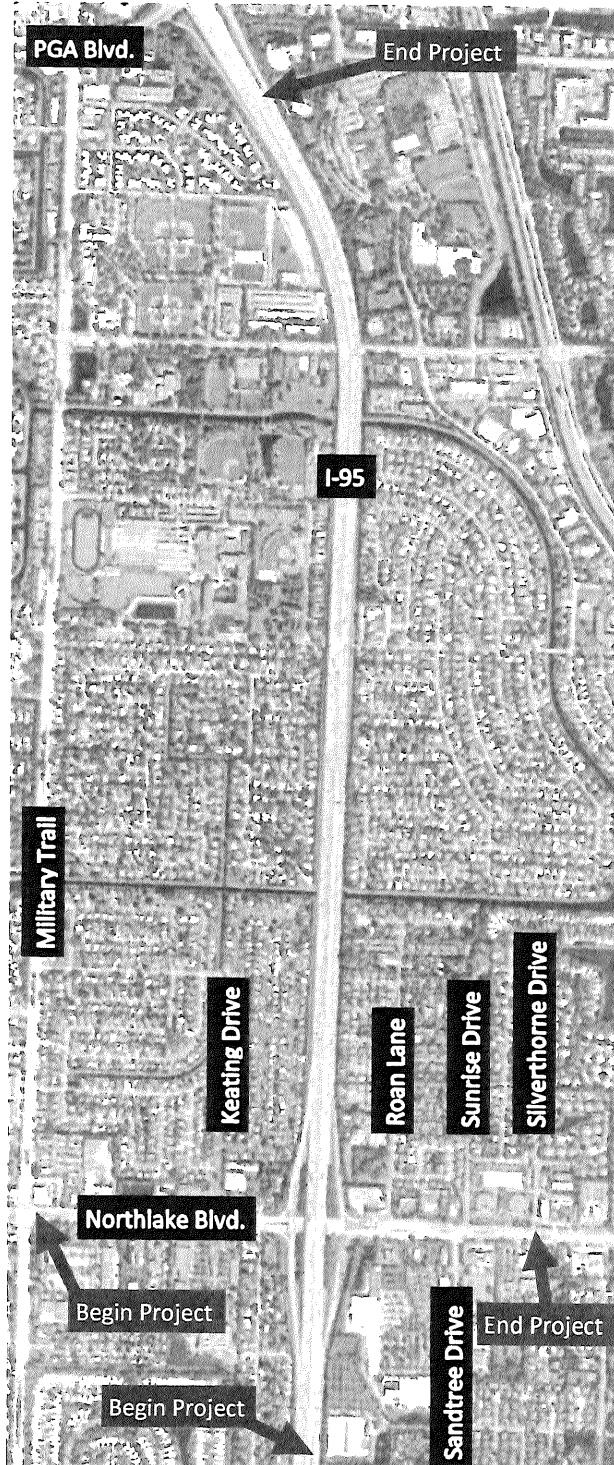 PGA Blvd.
End Project
I-95
Military Trail
Keating Drive
Roan Lane
Sunrise Drive
Silverthorne Drive
Northlake Blvd.
Begin Project
End Project
Sandtree Drive
Begin Project